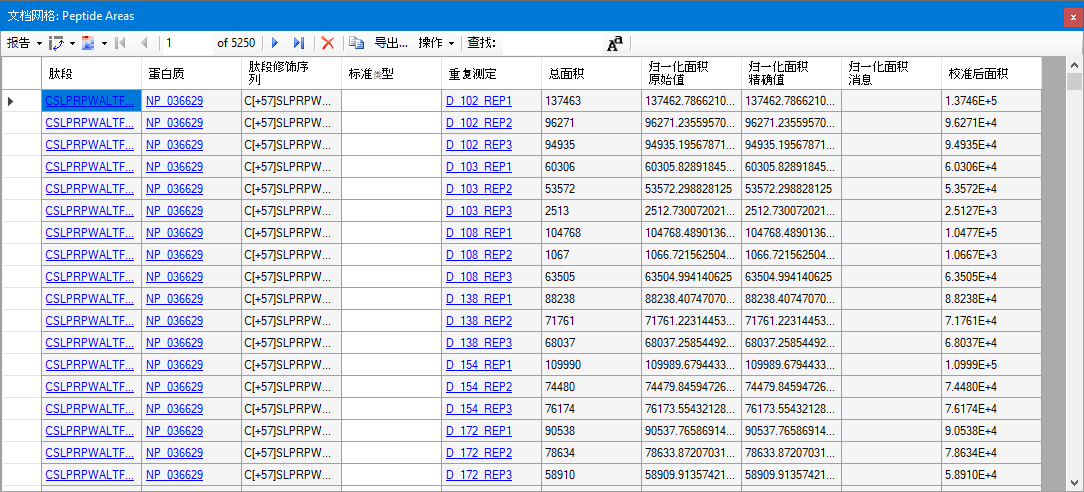 文档网格: Peptide Areas
报告 1 of 5250 导出... 操作 查找: Aa
肽段 蛋白质 肽段修饰序列 标准类型 重复测定 总面积 归一化面积原始值 归一化面积精确值 归一化面积消息 校准后面积
CSLPRPWALTF... NP_036629 C[+57]SLPRPW... D_102_REP1 137463 137462.7866210... 137462.7866210... 1.3746E+5
CSLPRPWALTF... NP_036629 C[+57]SLPRPW... D_102_REP2 96271 96271.23559570... 96271.23559570... 9.6271E+4
CSLPRPWALTF... NP_036629 C[+57]SLPRPW... D_102_REP3 94935 94935.19567871... 94935.19567871... 9.4935E+4
CSLPRPWALTF... NP_036629 C[+57]SLPRPW... D_103_REP1 60306 60305.82891845... 60305.82891845... 6.0306E+4
CSLPRPWALTF... NP_036629 C[+57]SLPRPW... D_103_REP2 53572 53572.298828125 53572.298828125 5.3572E+4
CSLPRPWALTF... NP_036629 C[+57]SLPRPW... D_103_REP3 2513 2512.730072021... 2512.730072021... 2.5127E+3
CSLPRPWALTF... NP_036629 C[+57]SLPRPW... D_108_REP1 104768 104768.4890136... 104768.4890136... 1.0477E+5
CSLPRPWALTF... NP_036629 C[+57]SLPRPW... D_108_REP2 1067 1066.721562504... 1066.721562504... 1.0667E+3
CSLPRPWALTF... NP_036629 C[+57]SLPRPW... D_108_REP3 63505 63504.994140625 63504.994140625 6.3505E+4
CSLPRPWALTF... NP_036629 C[+57]SLPRPW... D_138_REP1 88238 88238.40747070... 88238.40747070... 8.8238E+4
CSLPRPWALTF... NP_036629 C[+57]SLPRPW... D_138_REP2 71761 71761.22314453... 71761.22314453... 7.1761E+4
CSLPRPWALTF... NP_036629 C[+57]SLPRPW... D_138_REP3 68037 68037.25854492... 68037.25854492... 6.8037E+4
CSLPRPWALTF... NP_036629 C[+57]SLPRPW... D_154_REP1 109990 109989.6794433... 109989.6794433... 1.0999E+5
CSLPRPWALTF... NP_036629 C[+57]SLPRPW... D_154_REP2 74480 74479.84594726... 74479.84594726... 7.4480E+4
CSLPRPWALTF... NP_036629 C[+57]SLPRPW... D_154_REP3 76174 76173.55432128... 76173.55432128... 7.6174E+4
CSLPRPWALTF... NP_036629 C[+57]SLPRPW... D_172_REP1 90538 90537.76586914... 90537.76586914... 9.0538E+4
CSLPRPWALTF... NP_036629 C[+57]SLPRPW... D_172_REP2 78634 78633.87207031... 78633.87207031... 7.8634E+4
CSLPRPWALTF... NP_036629 C[+57]SLPRPW... D_172_REP3 58910 58909.91357421... 58909.91357421... 5.8910E+4